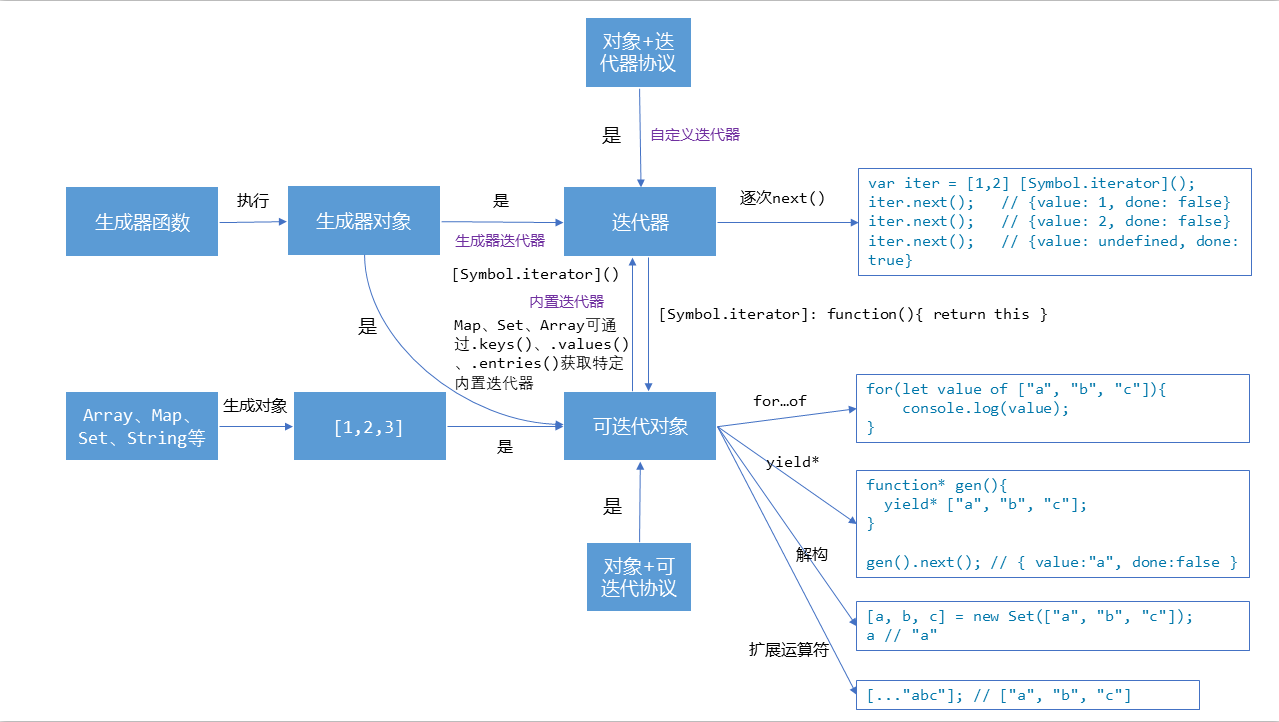 对象+迭
代器协议
是
自定义迭代器
生成器函数
执行
生成器对象
是
生成器迭代器
迭代器
逐次next()
var iter = [1,2] [Symbol.iterator]();
iter.next();   // {value: 1, done: false}
iter.next();   // {value: 2, done: false}
iter.next();   // {value: undefined, done:
true}
[Symbol.iterator]()
内置迭代器
Map、Set、Array可通
过.keys()、.values()
、.entries()获取特定
内置迭代器
[Symbol.iterator]: function(){ return this }
是
Array、Map、
Set、String等
生成对象
[1,2,3]
是
可迭代对象
for…of
for(let value of ["a", "b", "c"]){
    console.log(value);
}
yield*
function* gen(){
  yield* ["a", "b", "c"];
}
gen().next(); // { value:"a", done:false }
是
对象+可
迭代协议
解构
[a, b, c] = new Set(["a", "b", "c"]);
a // "a"
扩展运算符
[..."abc"]; // ["a", "b", "c"]